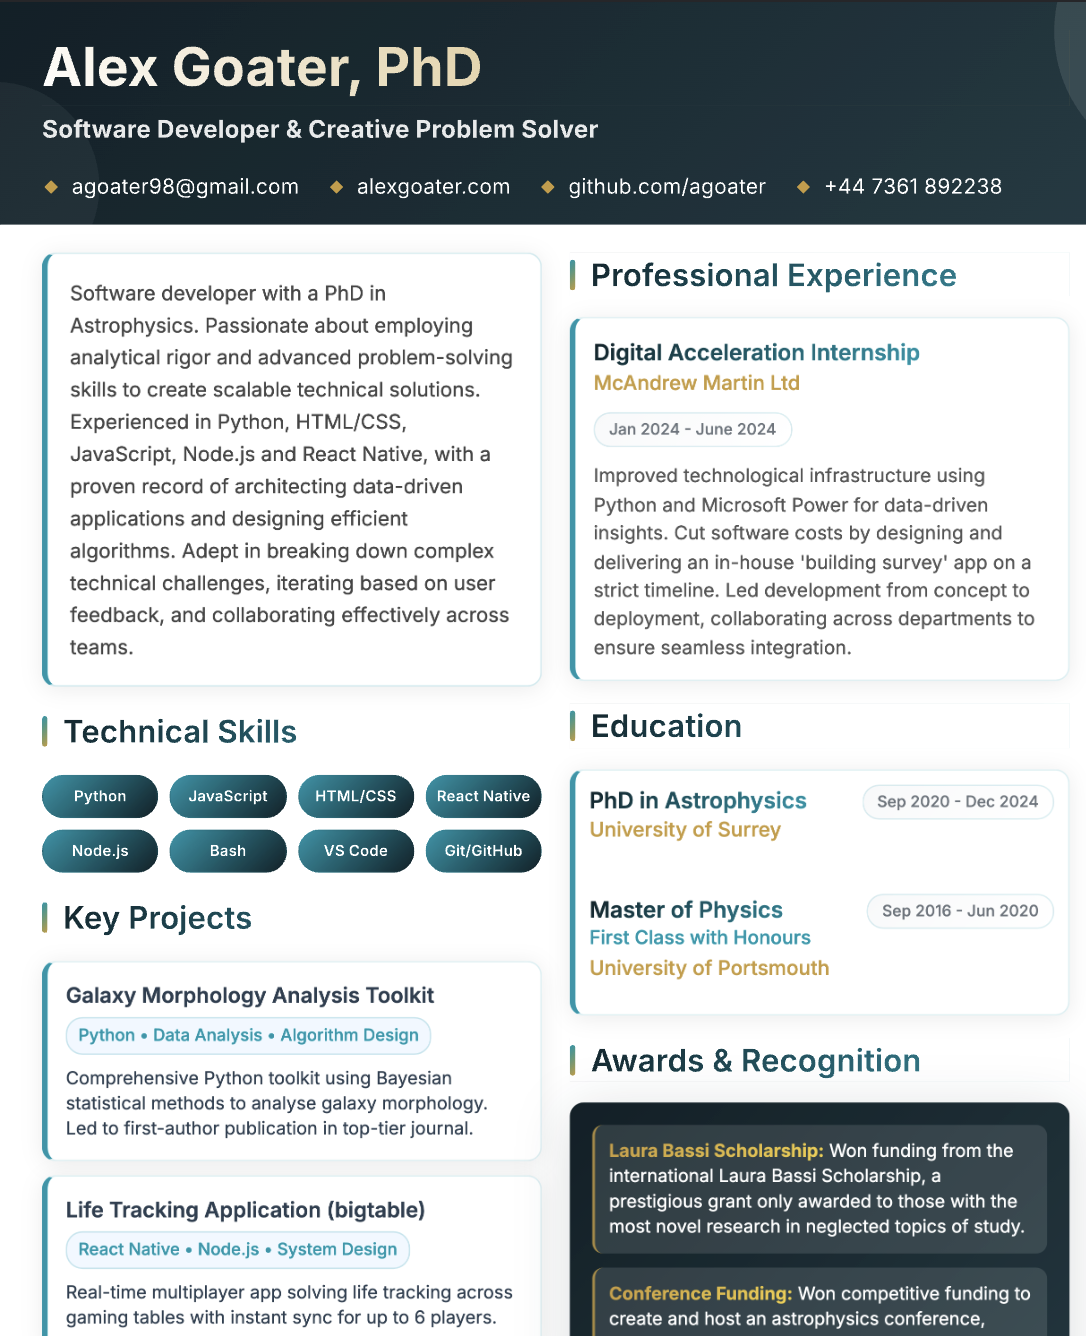 Alex Goater, PhD
Software Developer & Creative Problem Solver
agoater98@gmail.com
alexgoater.com
github.com/agoater
+44 7361 892238
Software developer with a PhD in
Astrophysics. Passionate about employing
analytical rigor and advanced problem-solving
skills to create scalable technical solutions.
Experienced in Python, HTML/CSS,
JavaScript, Node.js and React Native, with a
proven record of architecting data-driven
applications and designing efficient
algorithms. Adept in breaking down complex
technical challenges, iterating based on user
feedback, and collaborating effectively across
teams.
Technical Skills
Python
JavaScript
HTML/CSS
React Native
Node.js
Bash
VS Code
Git/GitHub
Key Projects
Galaxy Morphology Analysis Toolkit
Python • Data Analysis • Algorithm Design
Comprehensive Python toolkit using Bayesian
statistical methods to analyse galaxy morphology.
Led to first-author publication in top-tier journal.
Life Tracking Application (bigtable)
React Native • Node.js • System Design
Real-time multiplayer app solving life tracking across
gaming tables with instant sync for up to 6 players.
Professional Experience
Digital Acceleration Internship
McAndrew Martin Ltd
Jan 2024 - June 2024
Improved technological infrastructure using
Python and Microsoft Power for data-driven
insights. Cut software costs by designing and
delivering an in-house 'building survey' app on a
strict timeline. Led development from concept to
deployment, collaborating across departments to
ensure seamless integration.
Education
PhD in Astrophysics
Sep 2020 - Dec 2024
University of Surrey
Master of Physics
Sep 2016 - Jun 2020
First Class with Honours
University of Portsmouth
Awards & Recognition
Laura Bassi Scholarship: Won funding from the
international Laura Bassi Scholarship, a
prestigious grant only awarded to those with the
most novel research in neglected topics of study.
Conference Funding: Won competitive funding to
create and host an astrophysics conference,